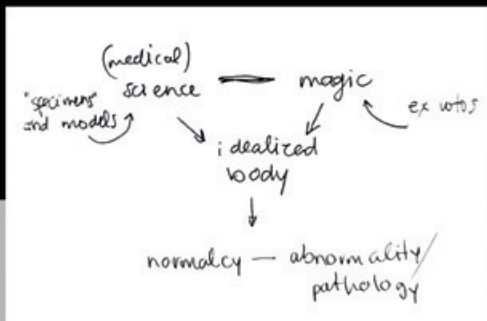 (medical)
science — magic
"specimens"
and models
ex votos
idealized
body
normalcy — abnormality/
pathology